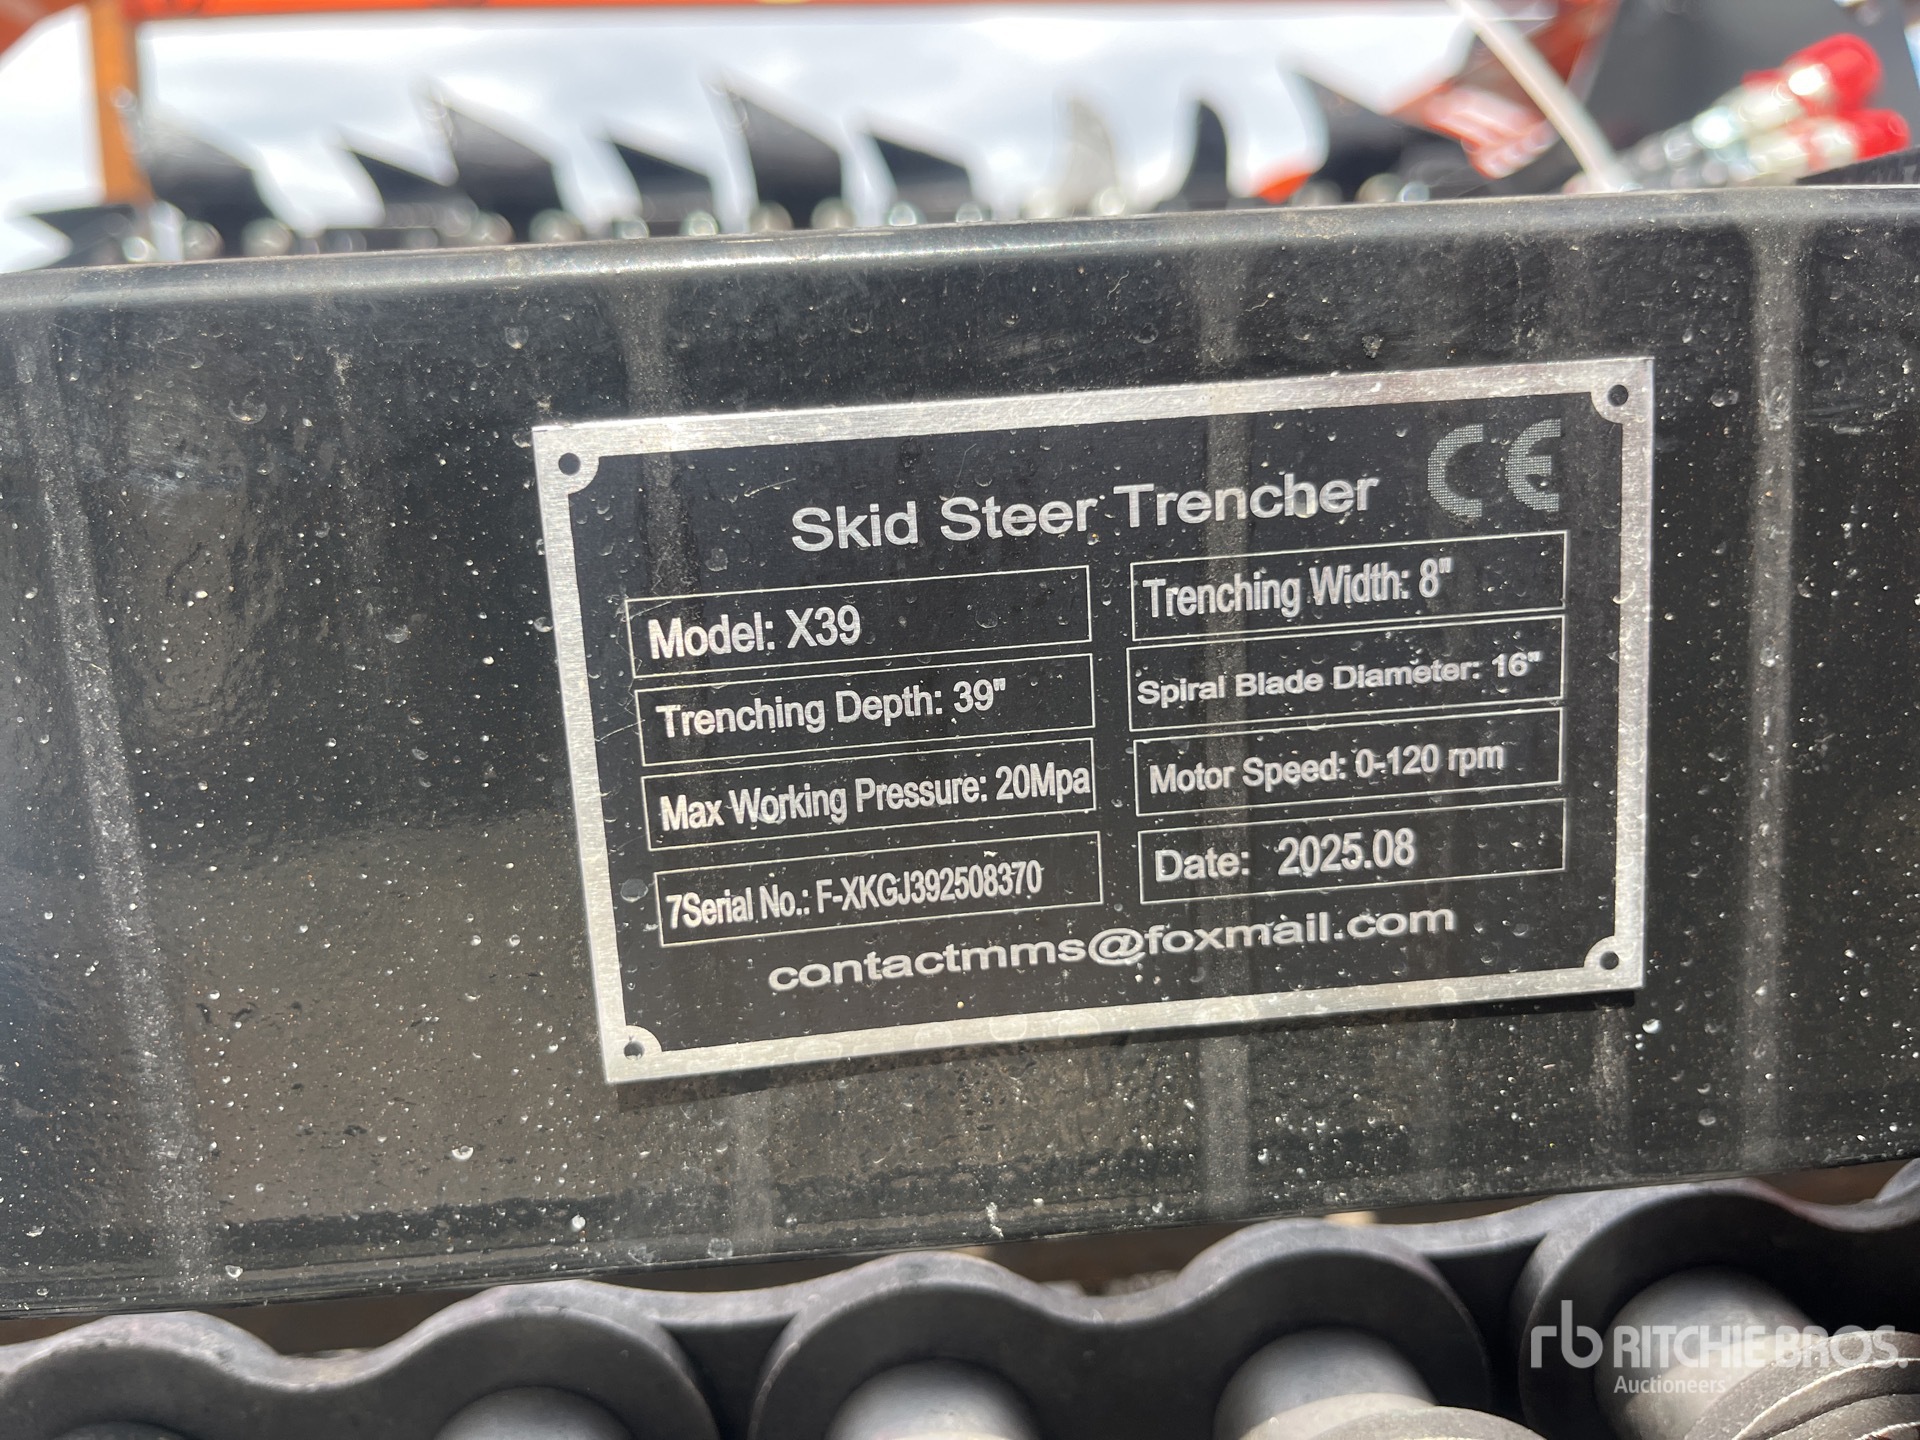 Skid Steer Trencher CE
Model: X39
Trenching Width: 8"
Trenching Depth: 39"
Spiral Blade Diameter: 16"
Max Working Pressure: 20Mpa
Motor Speed: 0-120 rpm
7Serial No.: F-XKGJ392508370
Date: 2025.08
contactmms@foxmail.com
rb RITCHIE BROS.
Auctioneers